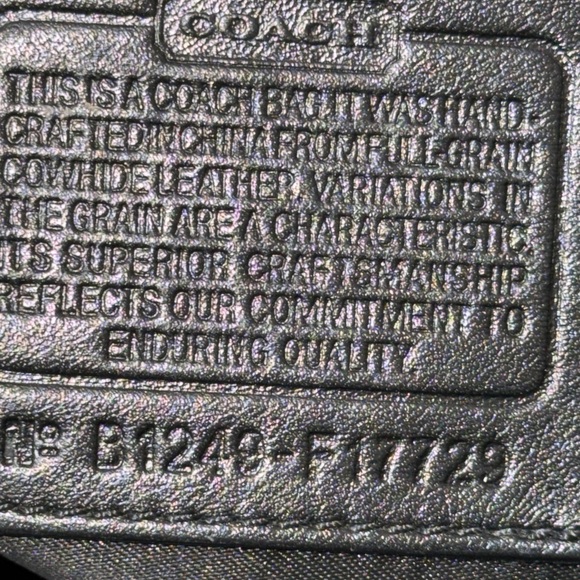 COACH
THIS IS A COACH BAG. IT WAS HAND-
CRAFTED IN CHINA FROM FULL-GRAIN
COWHIDE LEATHER. VARIATIONS IN
THE GRAIN ARE A CHARACTERISTIC.
ITS SUPERIOR CRAFTSMANSHIP
REFLECTS OUR COMMITMENT TO
ENDURING QUALITY.
Nº B1249-F17729